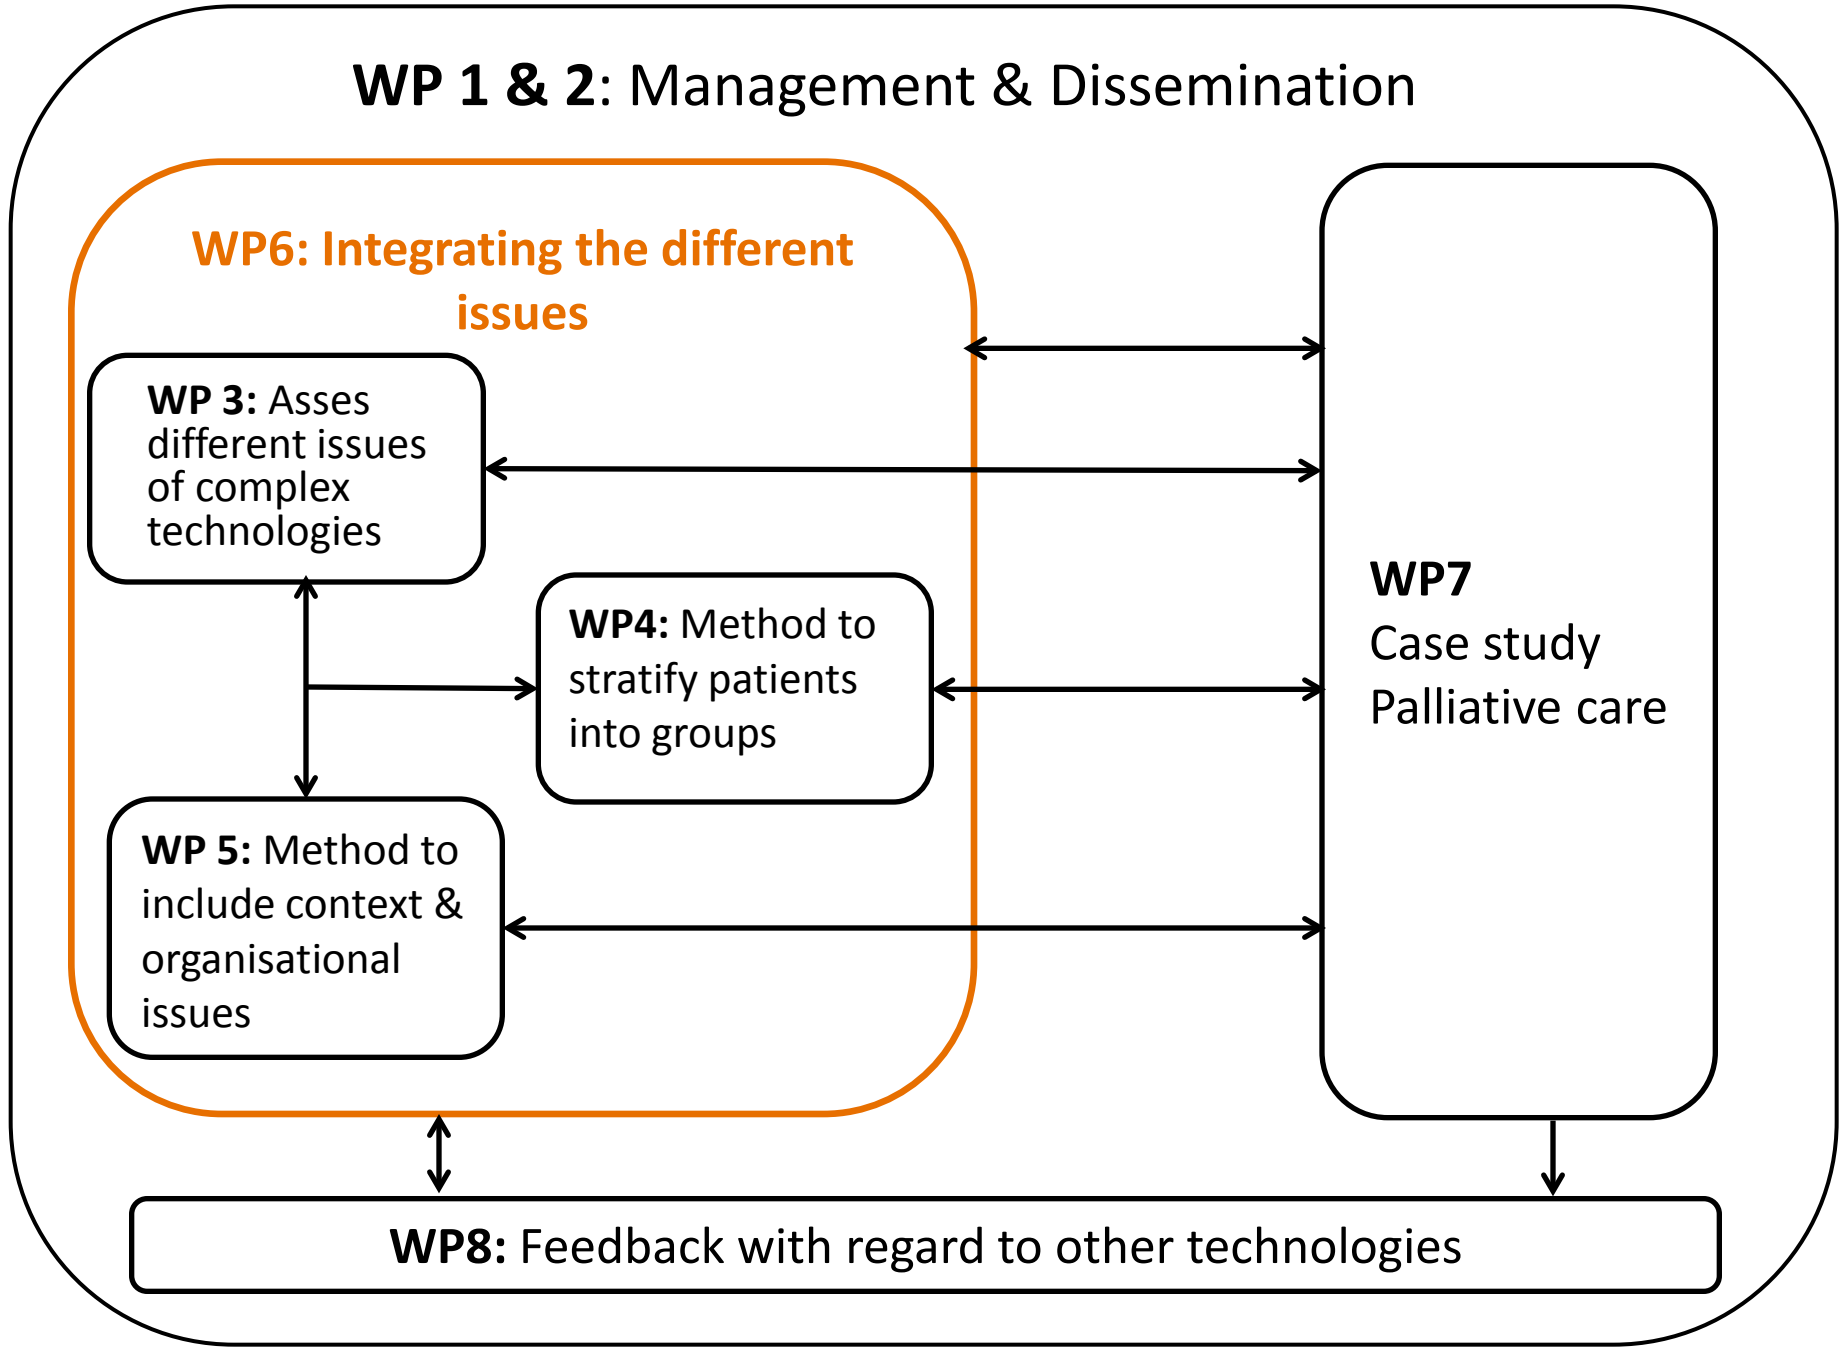 WP 1 & 2: Management & Dissemination
WP6: Integrating the different
issues
WP 3: Asses
different issues
of complex
technologies
WP4: Method to
stratify patients
into groups
WP 5: Method to
include context &
organisational
issues
WP7
Case study
Palliative care
WP8: Feedback with regard to other technologies